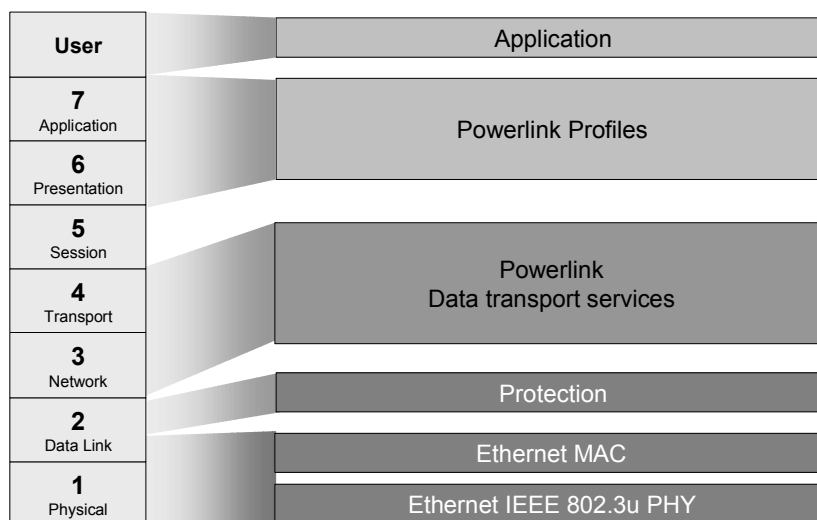 User
Application
7
Application
Powerlink Profiles
6
Presentation
5
Session
Powerlink
Data transport services
4
Transport
3
Network
Protection
2
Data Link
Ethernet MAC
1
Physical
Ethernet IEEE 802.3u PHY